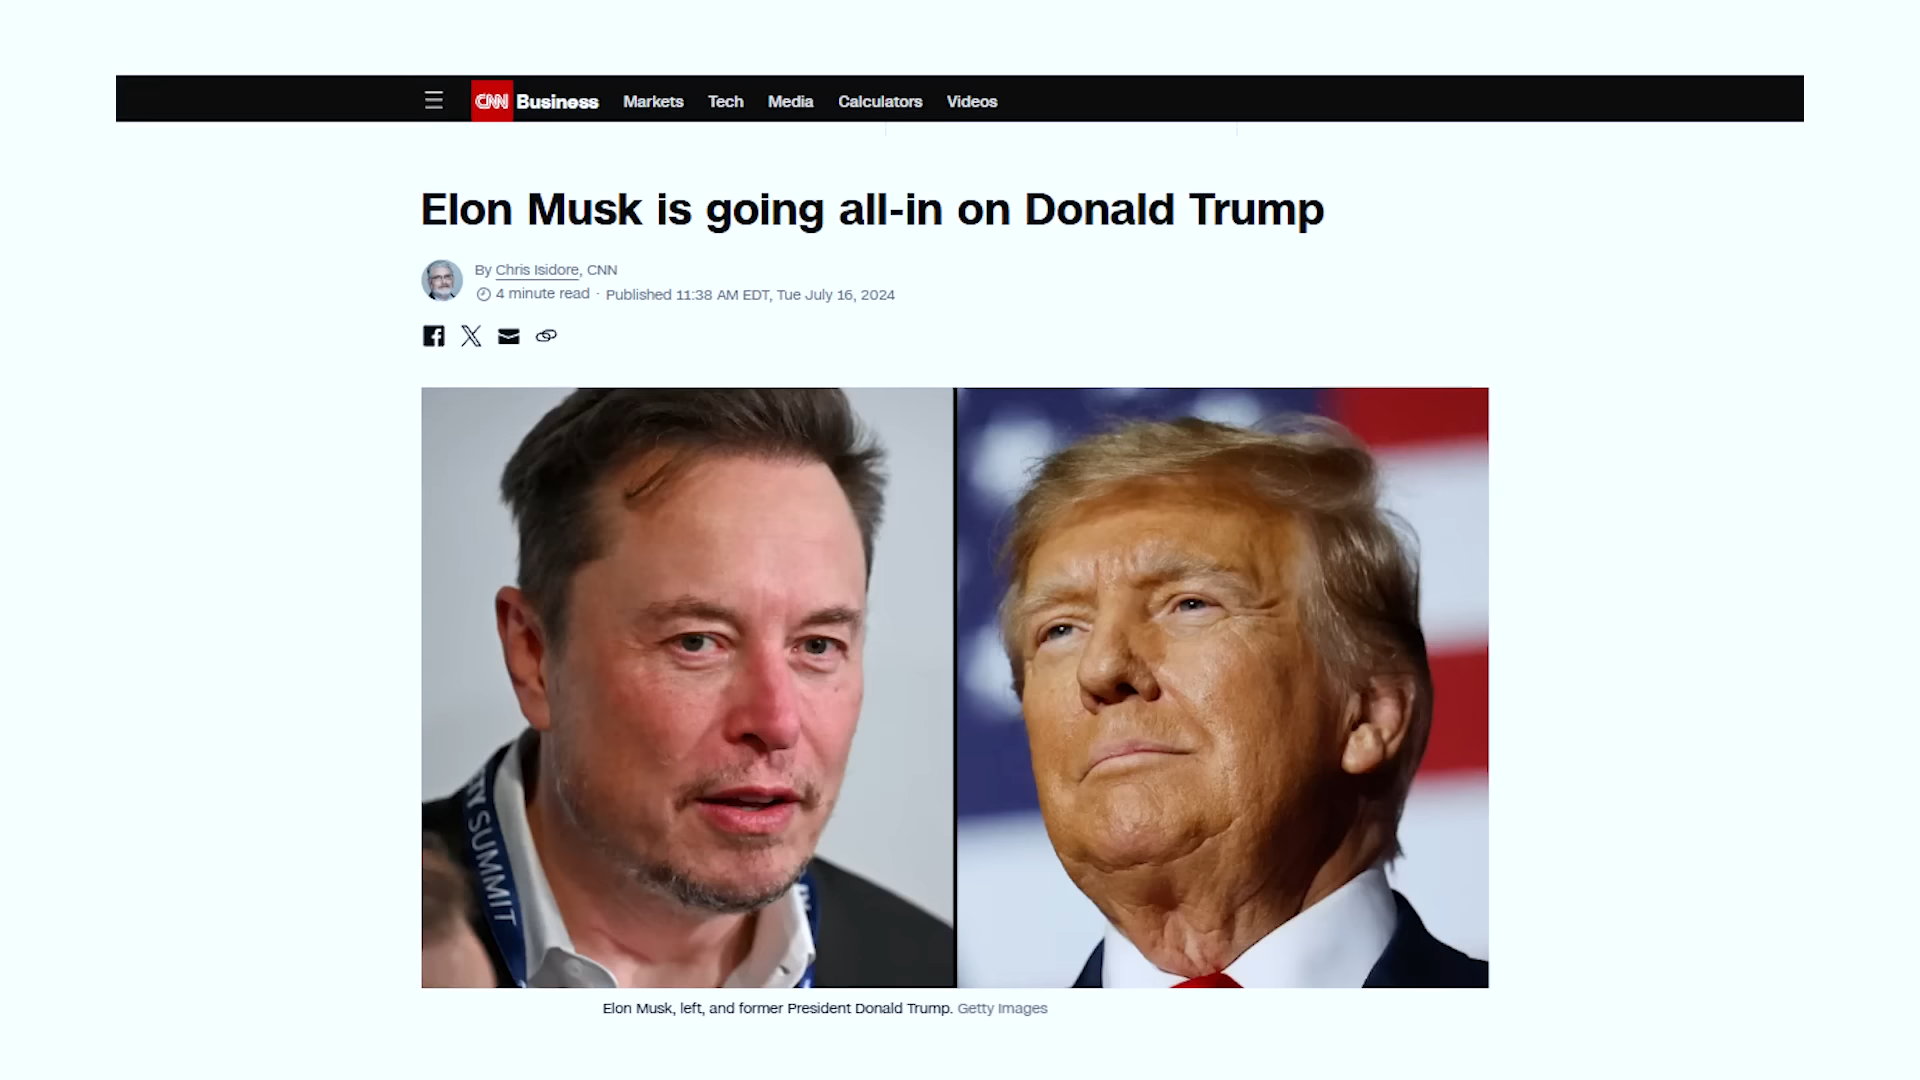 CNN Business Markets Tech Media Calculators Videos
Elon Musk is going all-in on Donald Trump
By Chris Isidore, CNN
4 minute read · Published 11:38 AM EDT, Tue July 16, 2024
SUMMIT
Elon Musk, left, and former President Donald Trump. Getty Images